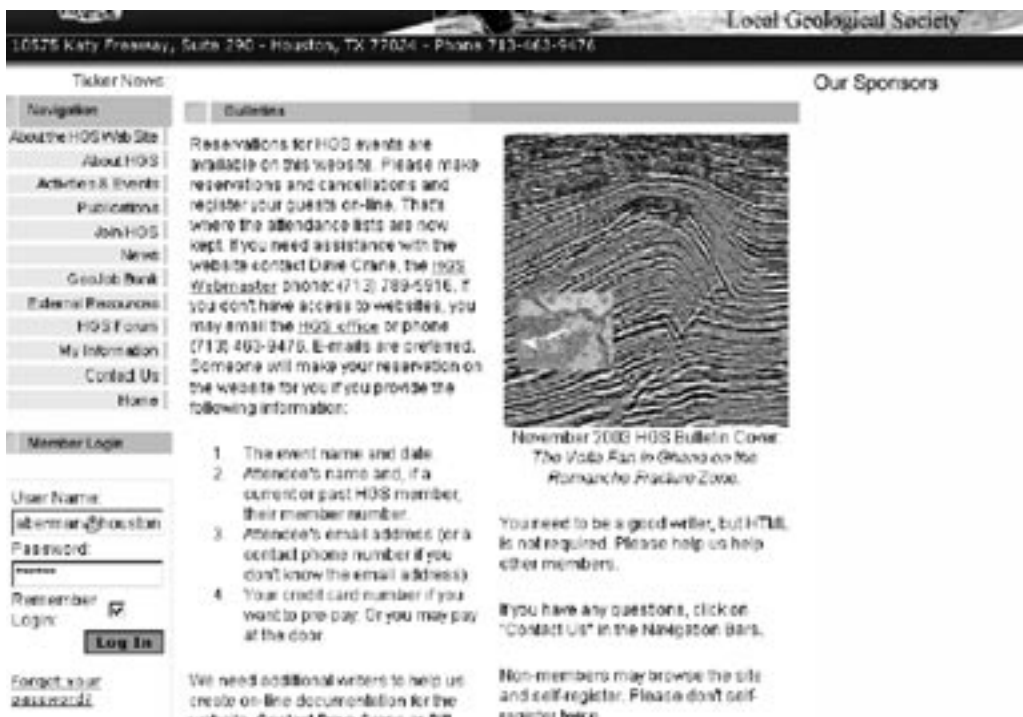 Local Geological Society
10575 Katy Freeway, Suite 290 - Houston, TX 77024 - Phone 713-463-9476
Ticker News
Navigation
About the HGS Web Site
About HGS
Activities & Events
Publications
Join HGS
News
GeoJob Bank
External Resources
HGS Forum
My Information
Contact Us
Home
Member Login
User Name:
aberman@houston
Password:
Remember
Login:
Log In
Forgot your
password?
Bulletins
Reservations for HGS events are
available on this website. Please make
reservations and cancellations and
register your guests on-line. That's
where the attendance lists are now
kept. If you need assistance with the
website contact Dave Crane, the HGS
Webmaster phone: (713) 789-5916. If
you don't have access to websites, you
may email the HGS office or phone
(713) 463-9476. E-mails are preferred.
Someone will make your reservation on
the website for you if you provide the
following information:
1. The event name and date.
2. Attendee's name and, if a
current or past HGS member,
their member number.
3. Attendee's email address (or a
contact phone number if you
don't know the email address)
4. Your credit card number if you
want to pre-pay. Or you may pay
at the door.
We need additional writers to help us
create on-line documentation for the
November 2003 HGS Bulletin Cover:
The Volta Fan in Ghana on the
Romanche Fracture Zone.
You need to be a good writer, but HTML
is not required. Please help us help
other members.
If you have any questions, click on
"Contact Us" in the Navigation Bars.
Non-members may browse the site
and self-register. Please don't self-
Our Sponsors